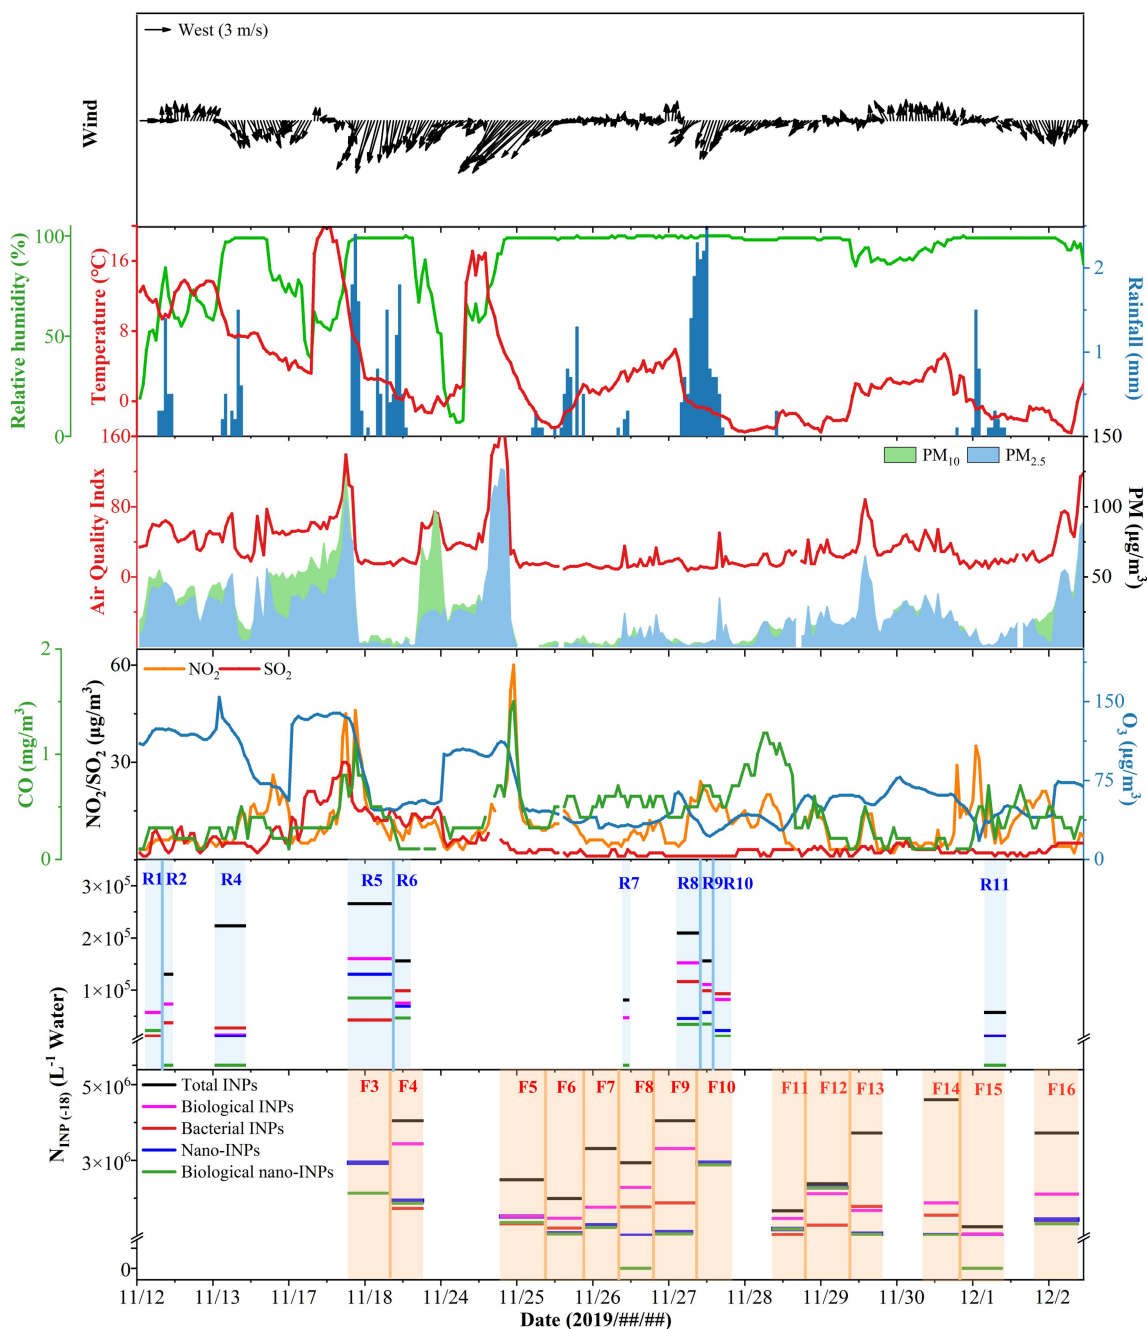 West (3 m/s)
Wind
Relative humidity (%)
100
50
0
Temperature (°C)
16
8
0
Rainfall (mm)
2
1
0
Air Quality Indx
160
80
0
PM₁₀ PM₂.₅
PM (μg/m³)
150
100
50
CO (mg/m³)
2
1
0
NO₂/SO₂ (μg/m³)
60
30
NO₂ SO₂
O₃ (μg/m³)
150
75
0
N_INP (-18) (L⁻¹ Water)
3×10⁵
2×10⁵
1×10⁵
R1 R2 R4 R5 R6 R7 R8 R9 R10 R11
5×10⁶
3×10⁶
0
Total INPs
Biological INPs
Bacterial INPs
Nano-INPs
Biological nano-INPs
F3 F4 F5 F6 F7 F8 F9 F10 F11 F12 F13 F14 F15 F16
11/12 11/13 11/17 11/18 11/24 11/25 11/26 11/27 11/28 11/29 11/30 12/1 12/2
Date (2019/##/##)